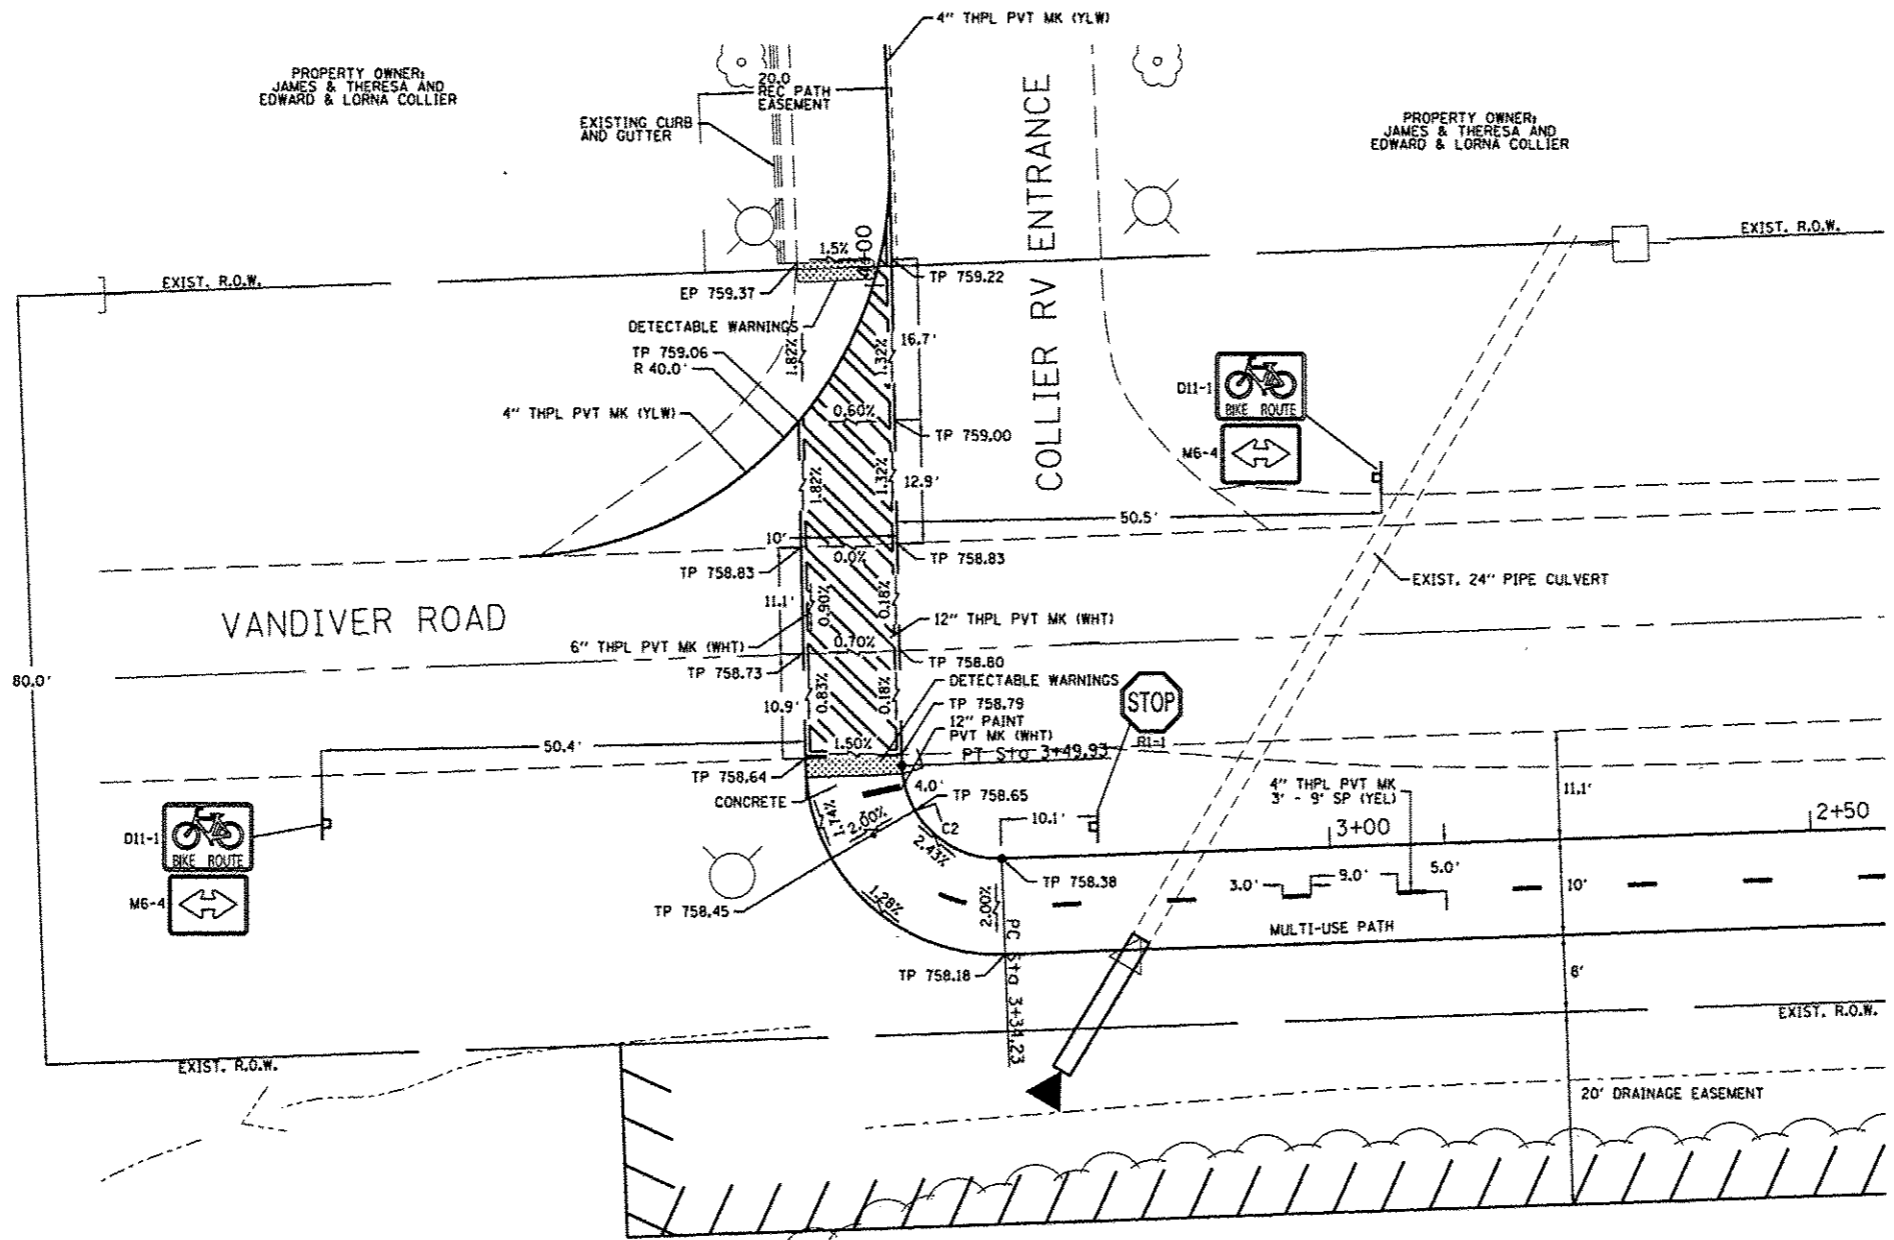 4" THPL PVT MK (YLW)
PROPERTY OWNER:
JAMES & THERESA AND
EDWARD & LORNA COLLIER
20.0
REC PATH
EASEMENT
EXISTING CURB
AND GUTTER
COLLIER RV ENTRANCE
PROPERTY OWNER:
JAMES & THERESA AND
EDWARD & LORNA COLLIER
EXIST. R.O.W.
EXIST. R.O.W.
1.5%
4+00
EP 759.37
TP 759.22
DETECTABLE WARNINGS
TP 759.06
R 40.0'
1.82%
1.32%
16.7'
4" THPL PVT MK (YLW)
0.60%
TP 759.00
D11-1
BIKE ROUTE
M6-4
1.82%
1.32%
12.9'
50.5'
10'
TP 758.83
0.0%
TP 758.83
EXIST. 24" PIPE CULVERT
VANDIVER ROAD
11.1'
0.90%
0.18%
12" THPL PVT MK (WHT)
6" THPL PVT MK (WHT)
0.70%
TP 758.73
TP 758.80
80.0'
DETECTABLE WARNINGS
10.9'
0.83%
0.18%
TP 758.79
12" PAINT
PVT MK (WHT)
STOP
R1-1
50.4'
1.50%
PT Sta 3+49.93
TP 758.64
CONCRETE
4.0'
TP 758.65
4" THPL PVT MK
3' - 9' SP (YEL)
11.1'
1.74%
2.00%
C2
2.43%
10.1'
3+00
2+50
D11-1
BIKE ROUTE
M6-4
TP 758.38
3.0'
9.0'
5.0'
10'
TP 758.45
1.28%
2.00%
PC Sta 3+34.23
MULTI-USE PATH
TP 758.18
8'
EXIST. R.O.W.
EXIST. R.O.W.
20' DRAINAGE EASEMENT